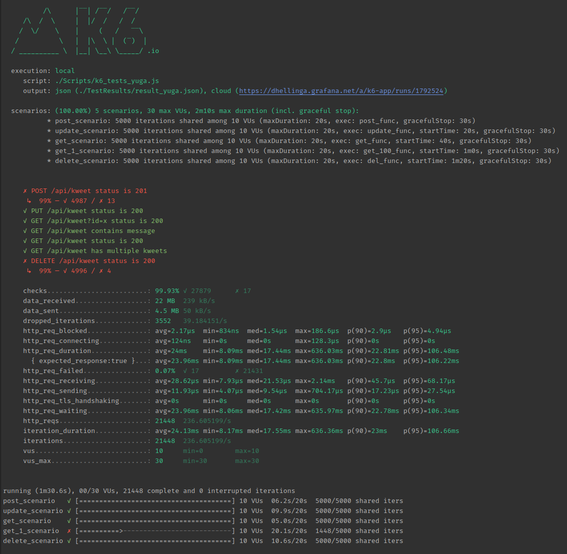 /\ |‾‾| /‾‾/ /‾‾/
/\ / \ | |/ / / /
/ \/ \ | ( / ‾‾\
/ \ | |\ \ | (‾) |
/ __________ \ |__| \__\ \_____/ .io
execution: local
script: ./Scripts/k6_tests_yuga.js
output: json (./TestResults/result_yuga.json), cloud (https://dhellinga.grafana.net/a/k6-app/runs/1792524)
scenarios: (100.00%) 5 scenarios, 30 max VUs, 2m10s max duration (incl. graceful stop):
* post_scenario: 5000 iterations shared among 10 VUs (maxDuration: 20s, exec: post_func, gracefulStop: 30s)
* update_scenario: 5000 iterations shared among 10 VUs (maxDuration: 20s, exec: update_func, startTime: 20s, gracefulStop: 30s)
* get_scenario: 5000 iterations shared among 10 VUs (maxDuration: 20s, exec: get_func, startTime: 40s, gracefulStop: 30s)
* get_1_scenario: 5000 iterations shared among 10 VUs (maxDuration: 20s, exec: get_100_func, startTime: 1m0s, gracefulStop: 30s)
* delete_scenario: 5000 iterations shared among 10 VUs (maxDuration: 20s, exec: del_func, startTime: 1m20s, gracefulStop: 30s)
✗ POST /api/kweet status is 201
↳ 99% — ✓ 4987 / ✗ 13
✓ PUT /api/kweet status is 200
✓ GET /api/kweet?id=x status is 200
✓ GET /api/kweet contains message
✓ GET /api/kweet status is 200
✓ GET /api/kweet has multiple kweets
✗ DELETE /api/kweet status is 200
↳ 99% — ✓ 4996 / ✗ 4
checks.........................: 99.93% ✓ 27879 ✗ 17
data_received..................: 22 MB 239 kB/s
data_sent......................: 4.5 MB 50 kB/s
dropped_iterations.............: 3552 39.184151/s
http_req_blocked...............: avg=2.17µs min=834ns med=1.54µs max=186.6µs p(90)=2.9µs p(95)=4.94µs
http_req_connecting............: avg=124ns min=0s med=0s max=128.3µs p(90)=0s p(95)=0s
http_req_duration..............: avg=24ms min=8.09ms med=17.44ms max=636.03ms p(90)=22.81ms p(95)=106.48ms
{ expected_response:true }...: avg=23.96ms min=8.09ms med=17.44ms max=636.03ms p(90)=22.8ms p(95)=106.22ms
http_req_failed................: 0.07% ✓ 17 ✗ 21431
http_req_receiving.............: avg=28.62µs min=7.93µs med=21.53µs max=2.14ms p(90)=45.7µs p(95)=68.17µs
http_req_sending...............: avg=11.93µs min=4.07µs med=9.54µs max=704.17µs p(90)=17.23µs p(95)=27.54µs
http_req_tls_handshaking.......: avg=0s min=0s med=0s max=0s p(90)=0s p(95)=0s
http_req_waiting...............: avg=23.96ms min=8.06ms med=17.42ms max=635.97ms p(90)=22.78ms p(95)=106.34ms
http_reqs......................: 21448 236.605199/s
iteration_duration.............: avg=24.13ms min=8.17ms med=17.55ms max=636.36ms p(90)=23ms p(95)=106.66ms
iterations.....................: 21448 236.605199/s
vus............................: 10 min=0 max=10
vus_max........................: 30 min=30 max=30
running (1m30.6s), 00/30 VUs, 21448 complete and 0 interrupted iterations
post_scenario ✓ [======================================] 10 VUs 06.2s/20s 5000/5000 shared iters
update_scenario ✓ [======================================] 10 VUs 09.9s/20s 5000/5000 shared iters
get_scenario ✓ [======================================] 10 VUs 05.0s/20s 5000/5000 shared iters
get_1_scenario ✗ [==========>---------------------------] 10 VUs 20.1s/20s 1448/5000 shared iters
delete_scenario ✓ [======================================] 10 VUs 10.6s/20s 5000/5000 shared iters